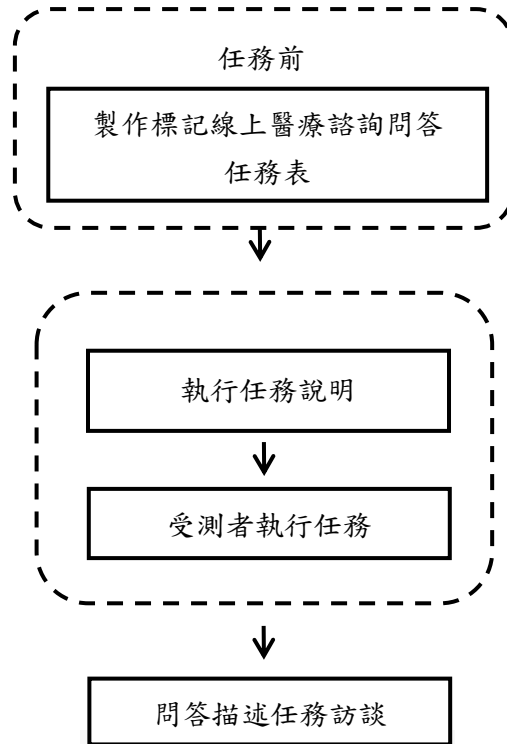 任務前
製作標記線上醫療諮詢問答
任務表
執行任務說明
受測者執行任務
問答描述任務訪談